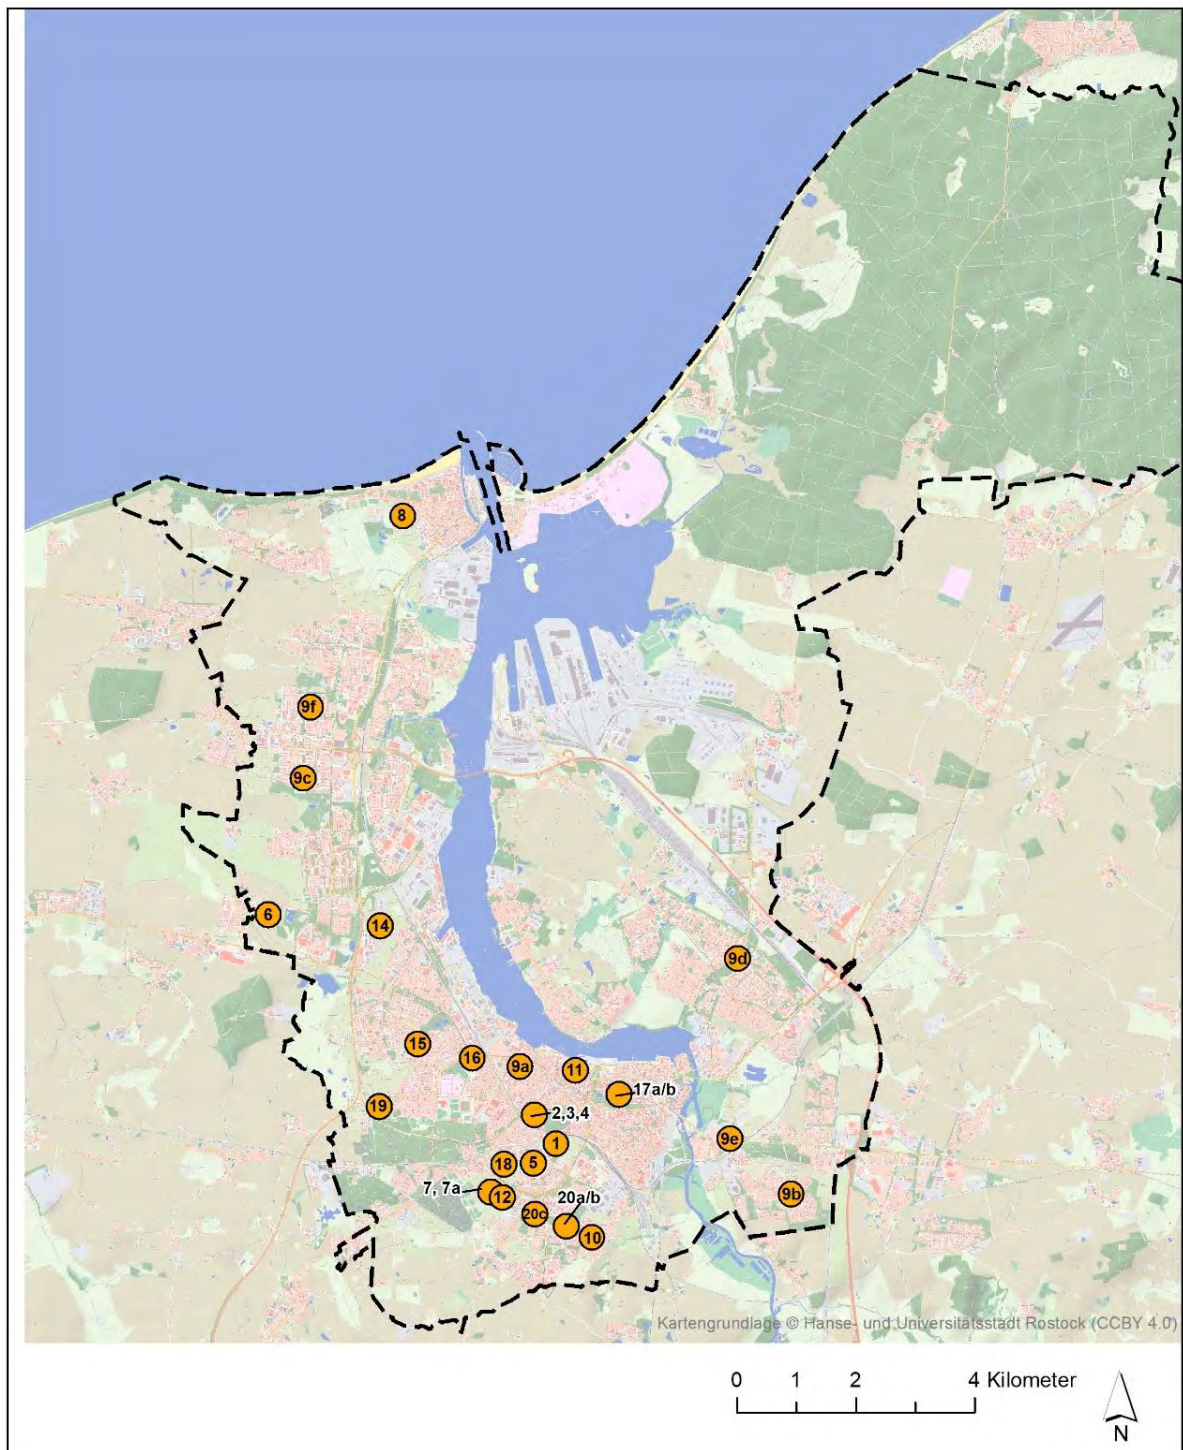 8
9f
9c
6
14
9d
15
16
9a
11
17a/b
19
2,3,4
1
9e
18
5
7, 7a
12
20a/b
9b
20c
10
Kartengrundlage © Hanse- und Universitätsstadt Rostock (CCBY 4.0)
0 1 2 4 Kilometer
N